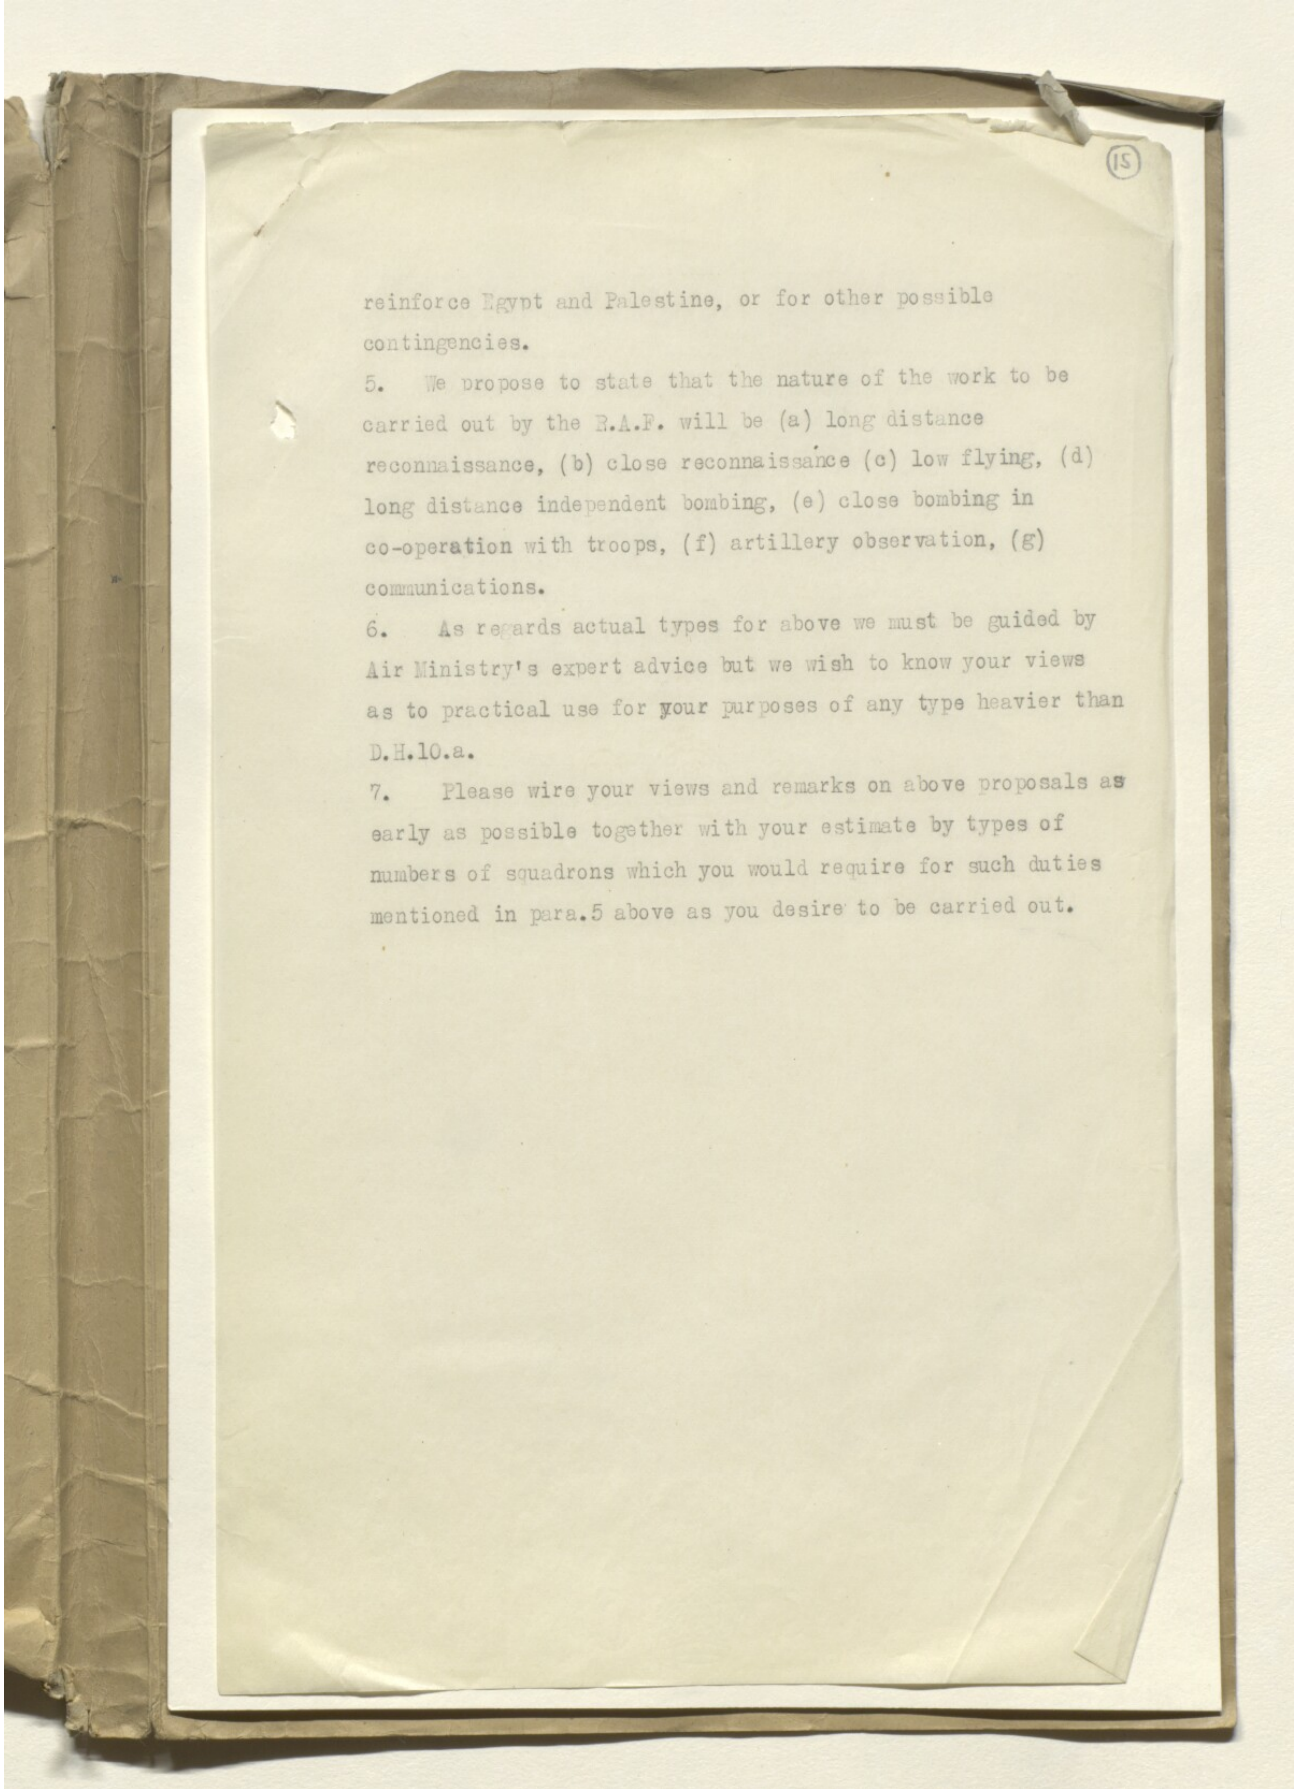 15
reinforce Egypt and Palestine, or for other possible
contingencies.
5. We propose to state that the nature of the work to be
carried out by the R.A.F. will be (a) long distance
reconnaissance, (b) close reconnaissance (c) low flying, (d)
long distance independent bombing, (e) close bombing in
co-operation with troops, (f) artillery observation, (g)
communications.
6. As regards actual types for above we must be guided by
Air Ministry's expert advice but we wish to know your views
as to practical use for your purposes of any type heavier than
D.H.10.a.
7. Please wire your views and remarks on above proposals as
early as possible together with your estimate by types of
numbers of squadrons which you would require for such duties
mentioned in para.5 above as you desire to be carried out.